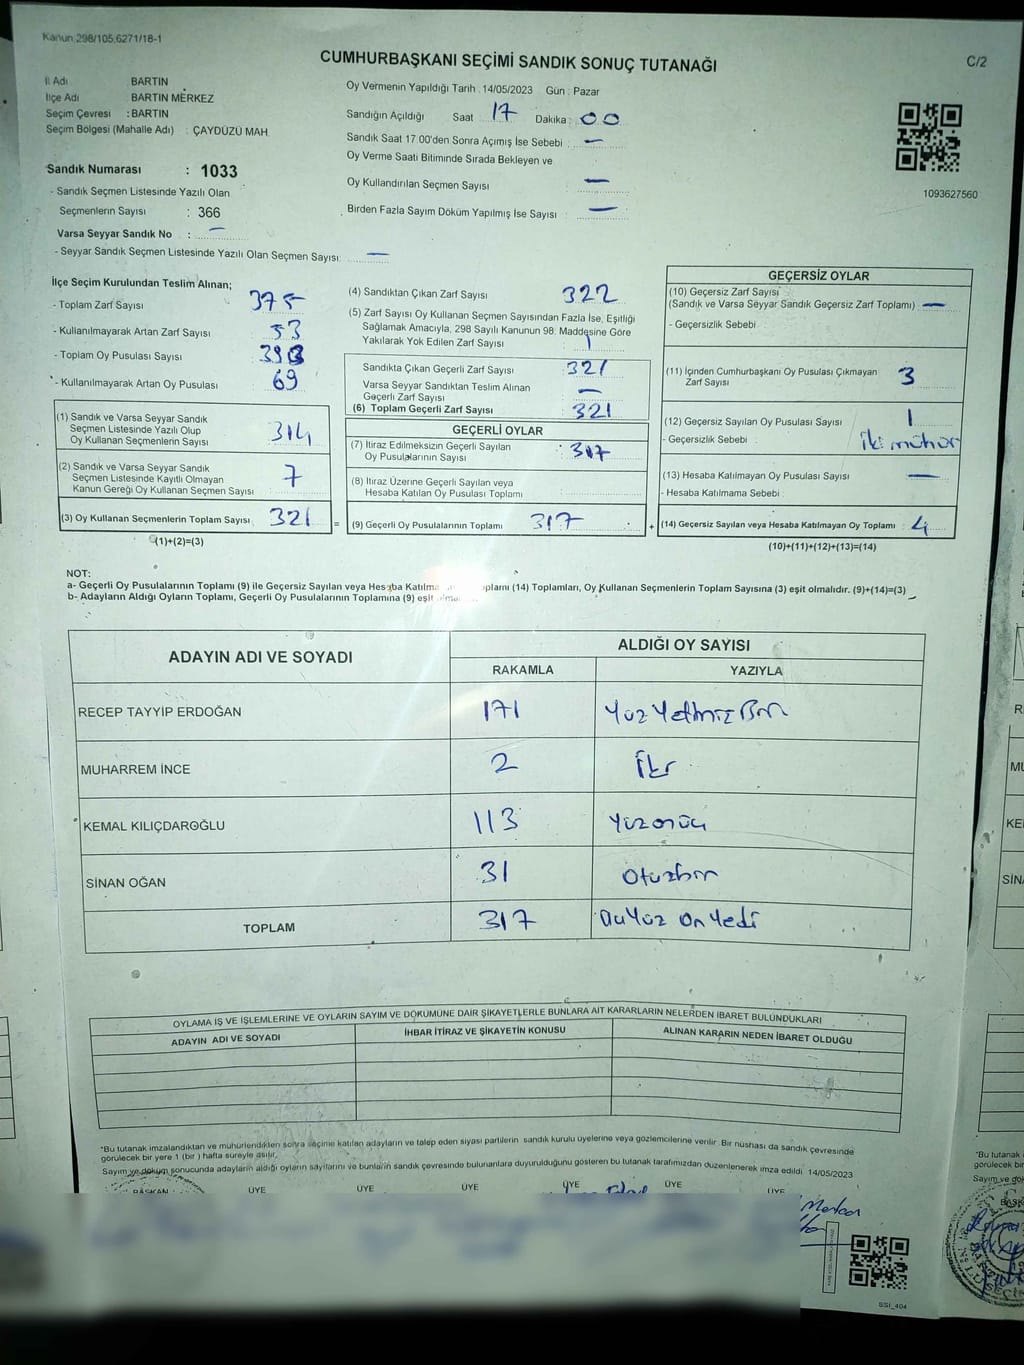 Kanun 298/105,6271/18-1
CUMHURBAŞKANI SEÇİMİ SANDIK SONUÇ TUTANAĞI
C/2
İl Adı BARTIN
İlçe Adı BARTIN MERKEZ
Seçim Çevresi : BARTIN
Seçim Bölgesi (Mahalle Adı) : ÇAYDÜZÜ MAH
Sandık Numarası : 1033
- Sandık Seçmen Listesinde Yazılı Olan
Seçmenlerin Sayısı : 366
Varsa Seyyar Sandık No : —
- Seyyar Sandık Seçmen Listesinde Yazılı Olan Seçmen Sayısı: —
Oy Vermenin Yapıldığı Tarih : 14/05/2023 Gün : Pazar
Sandığın Açıldığı Saat : 17 Dakika : 00
Sandık Saat 17:00'den Sonra Açımış İse Sebebi : —
Oy Verme Saati Bitiminde Sırada Bekleyen ve
Oy Kullandırılan Seçmen Sayısı : —
Birden Fazla Sayım Döküm Yapılmış İse Sayısı : —
1093627560
İlçe Seçim Kurulundan Teslim Alınan;
- Toplam Zarf Sayısı 375
- Kullanılmayarak Artan Zarf Sayısı 53
- Toplam Oy Pusulası Sayısı
- Kullanılmayarak Artan Oy Pusulası 69
(1) Sandık ve Varsa Seyyar Sandık
Seçmen Listesinde Yazılı Olup
Oy Kullanan Seçmenlerin Sayısı 314
(2) Sandık ve Varsa Seyyar Sandık
Seçmen Listesinde Kayıtlı Olmayan
Kanun Gereği Oy Kullanan Seçmen Sayısı 7
(3) Oy Kullanan Seçmenlerin Toplam Sayısı 321
(1)+(2)=(3)
(4) Sandıktan Çıkan Zarf Sayısı 322
(5) Zarf Sayısı Oy Kullanan Seçmen Sayısından Fazla İse, Eşitliği
Sağlamak Amacıyla, 298 Sayılı Kanunun 98. Maddesine Göre
Yakılarak Yok Edilen Zarf Sayısı 1
Sandıkta Çıkan Geçerli Zarf Sayısı 321
Varsa Seyyar Sandıktan Teslim Alınan
Geçerli Zarf Sayısı —
(6) Toplam Geçerli Zarf Sayısı 321
GEÇERLİ OYLAR
(7) İtiraz Edilmeksizin Geçerli Sayılan
Oy Pusulalarının Sayısı : 317
(8) İtiraz Üzerine Geçerli Sayılan veya
Hesaba Katılan Oy Pusulası Toplamı
= (9) Geçerli Oy Pusulalarının Toplamı 317
GEÇERSİZ OYLAR
(10) Geçersiz Zarf Sayısı
(Sandık ve Varsa Seyyar Sandık Geçersiz Zarf Toplamı) —
- Geçersizlik Sebebi
(11) İçinden Cumhurbaşkanı Oy Pusulası Çıkmayan
Zarf Sayısı 3
(12) Geçersiz Sayılan Oy Pusulası Sayısı 1
- Geçersizlik Sebebi : İki mühür
(13) Hesaba Katılmayan Oy Pusulası Sayısı —
- Hesaba Katılmama Sebebi
+ (14) Geçersiz Sayılan veya Hesaba Katılmayan Oy Toplamı : 4
(10)+(11)+(12)+(13)=(14)
NOT:
a- Geçerli Oy Pusulalarının Toplamı (9) ile Geçersiz Sayılan veya Hesaba Katılma Toplamı (14) Toplamları, Oy Kullanan Seçmenlerin Toplam Sayısına (3) eşit olmalıdır. (9)+(14)=(3)
b- Adayların Aldığı Oyların Toplamı, Geçerli Oy Pusulalarının Toplamına (9) eşit
ADAYIN ADI VE SOYADI ALDIĞI OY SAYISI
RAKAMLA YAZIYLA
RECEP TAYYİP ERDOĞAN 171 Yüz Yetmiş Bir
MUHARREM İNCE 2 İki
KEMAL KILIÇDAROĞLU 113 Yüzonüç
SİNAN OĞAN 31 Otuzbir
TOPLAM 317 Üçyüz On Yedi
OYLAMA İŞ VE İŞLEMLERİNE VE OYLARIN SAYIM VE DÖKÜMÜNE DAİR ŞİKAYETLERLE BUNLARA AİT KARARLARIN NELERDEN İBARET BULUNDUKLARI
ADAYIN ADI VE SOYADI İHBAR İTİRAZ VE ŞİKAYETİN KONUSU ALINAN KARARIN NEDEN İBARET OLDUĞU
*Bu tutanak imzalandıktan ve mühürlendikten sonra seçime katılan adayların ve talep eden siyasi partilerin sandık kurulu üyelerine veya gözlemcilerine verilir. Bir nüshası da sandık çevresinde
görülecek bir yere 1 (bir) hafta süreyle asılır.
Sayım ve döküm sonucunda adayların aldığı oyların sayılarını ve bunların sandık çevresinde bulunanlara duyurulduğunu gösteren bu tutanak tarafımızdan düzenlenerek imza edildi. 14/05/2023
BAŞKAN ÜYE ÜYE ÜYE ÜYE ÜYE ÜYE
SSİ_404